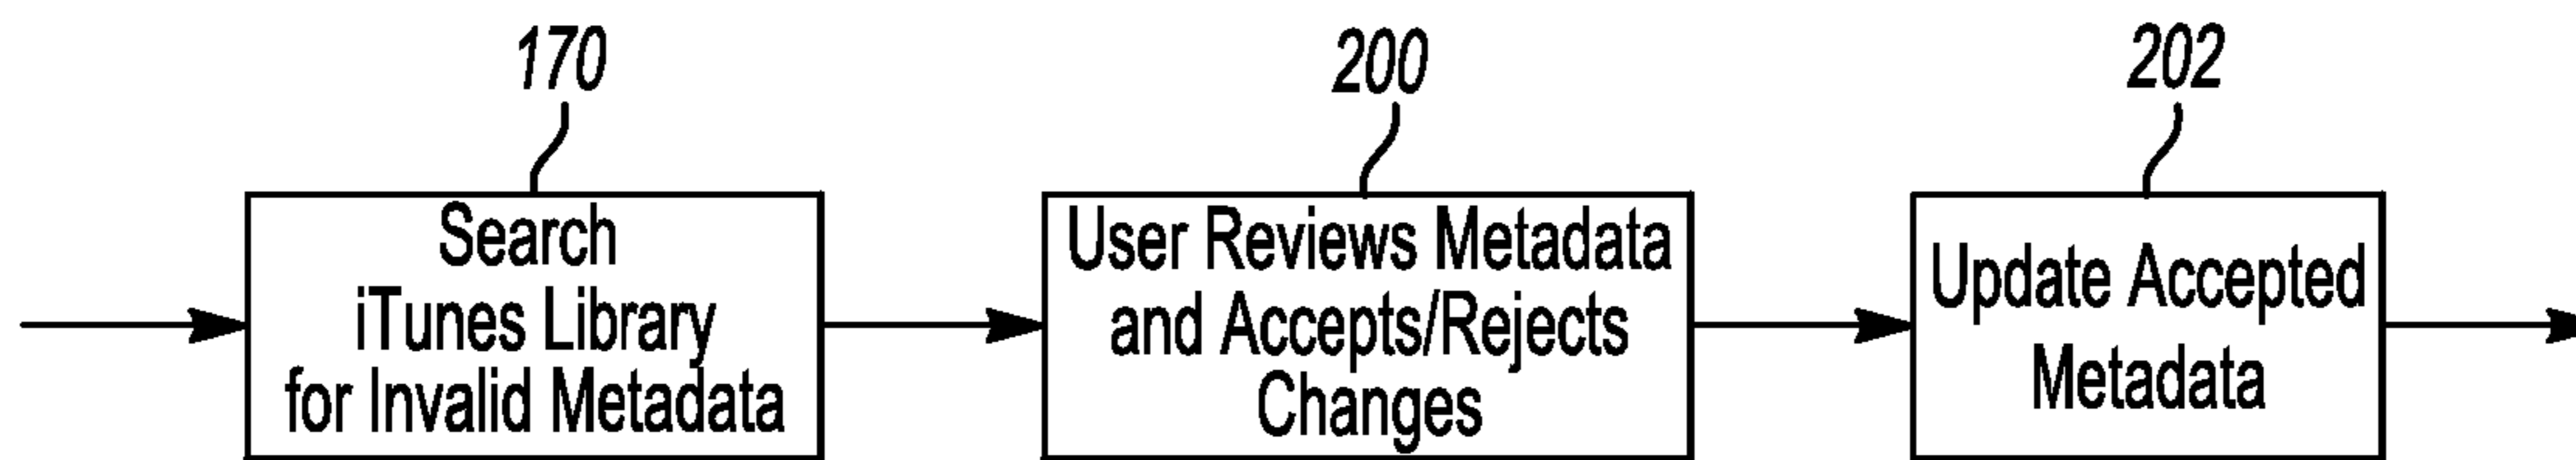 170
200
202
Search
iTunes Library
for Invalid Metadata
User Reviews Metadata
and Accepts/Rejects
Changes
Update Accepted
Metadata